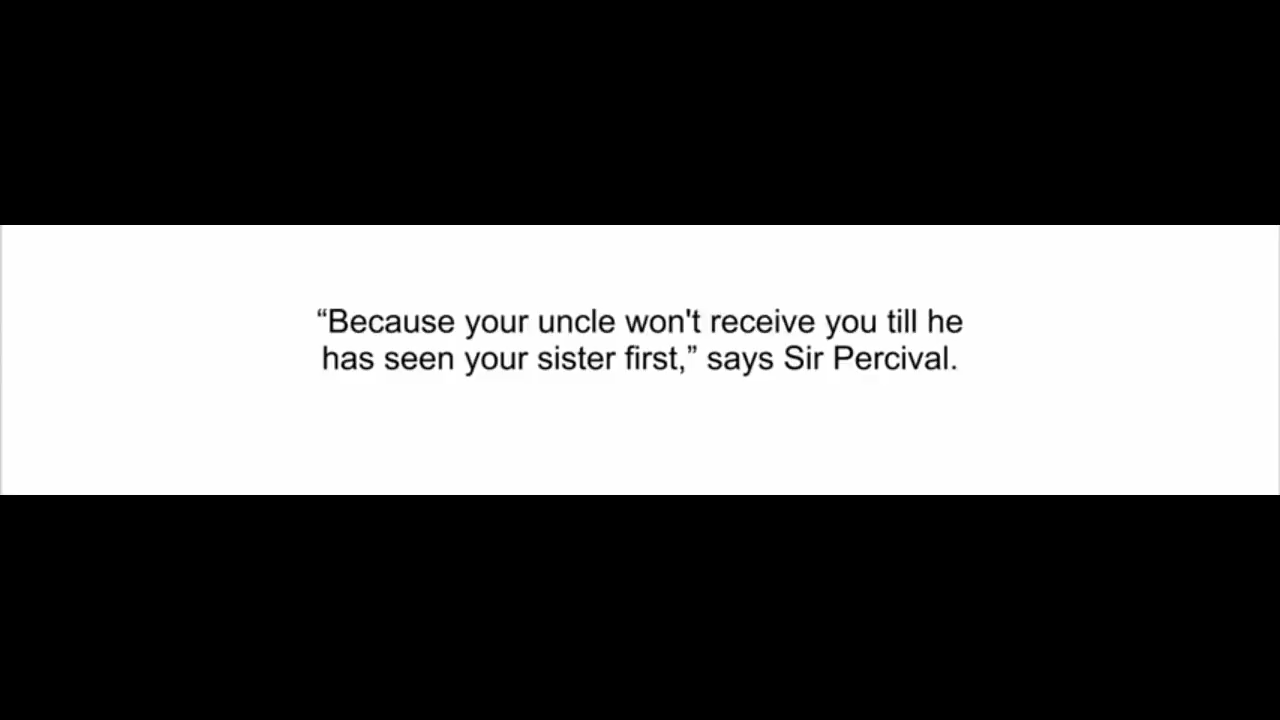 “Because your uncle won't receive you till he
has seen your sister first,” says Sir Percival.